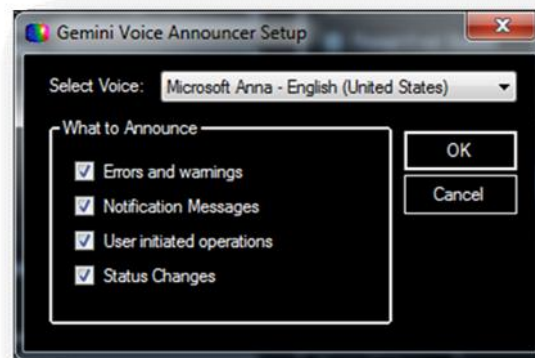 Gemini Voice Announcer Setup
Select Voice: Microsoft Anna - English (United States)
What to Announce
Errors and warnings
Notification Messages
User initiated operations
Status Changes
OK
Cancel